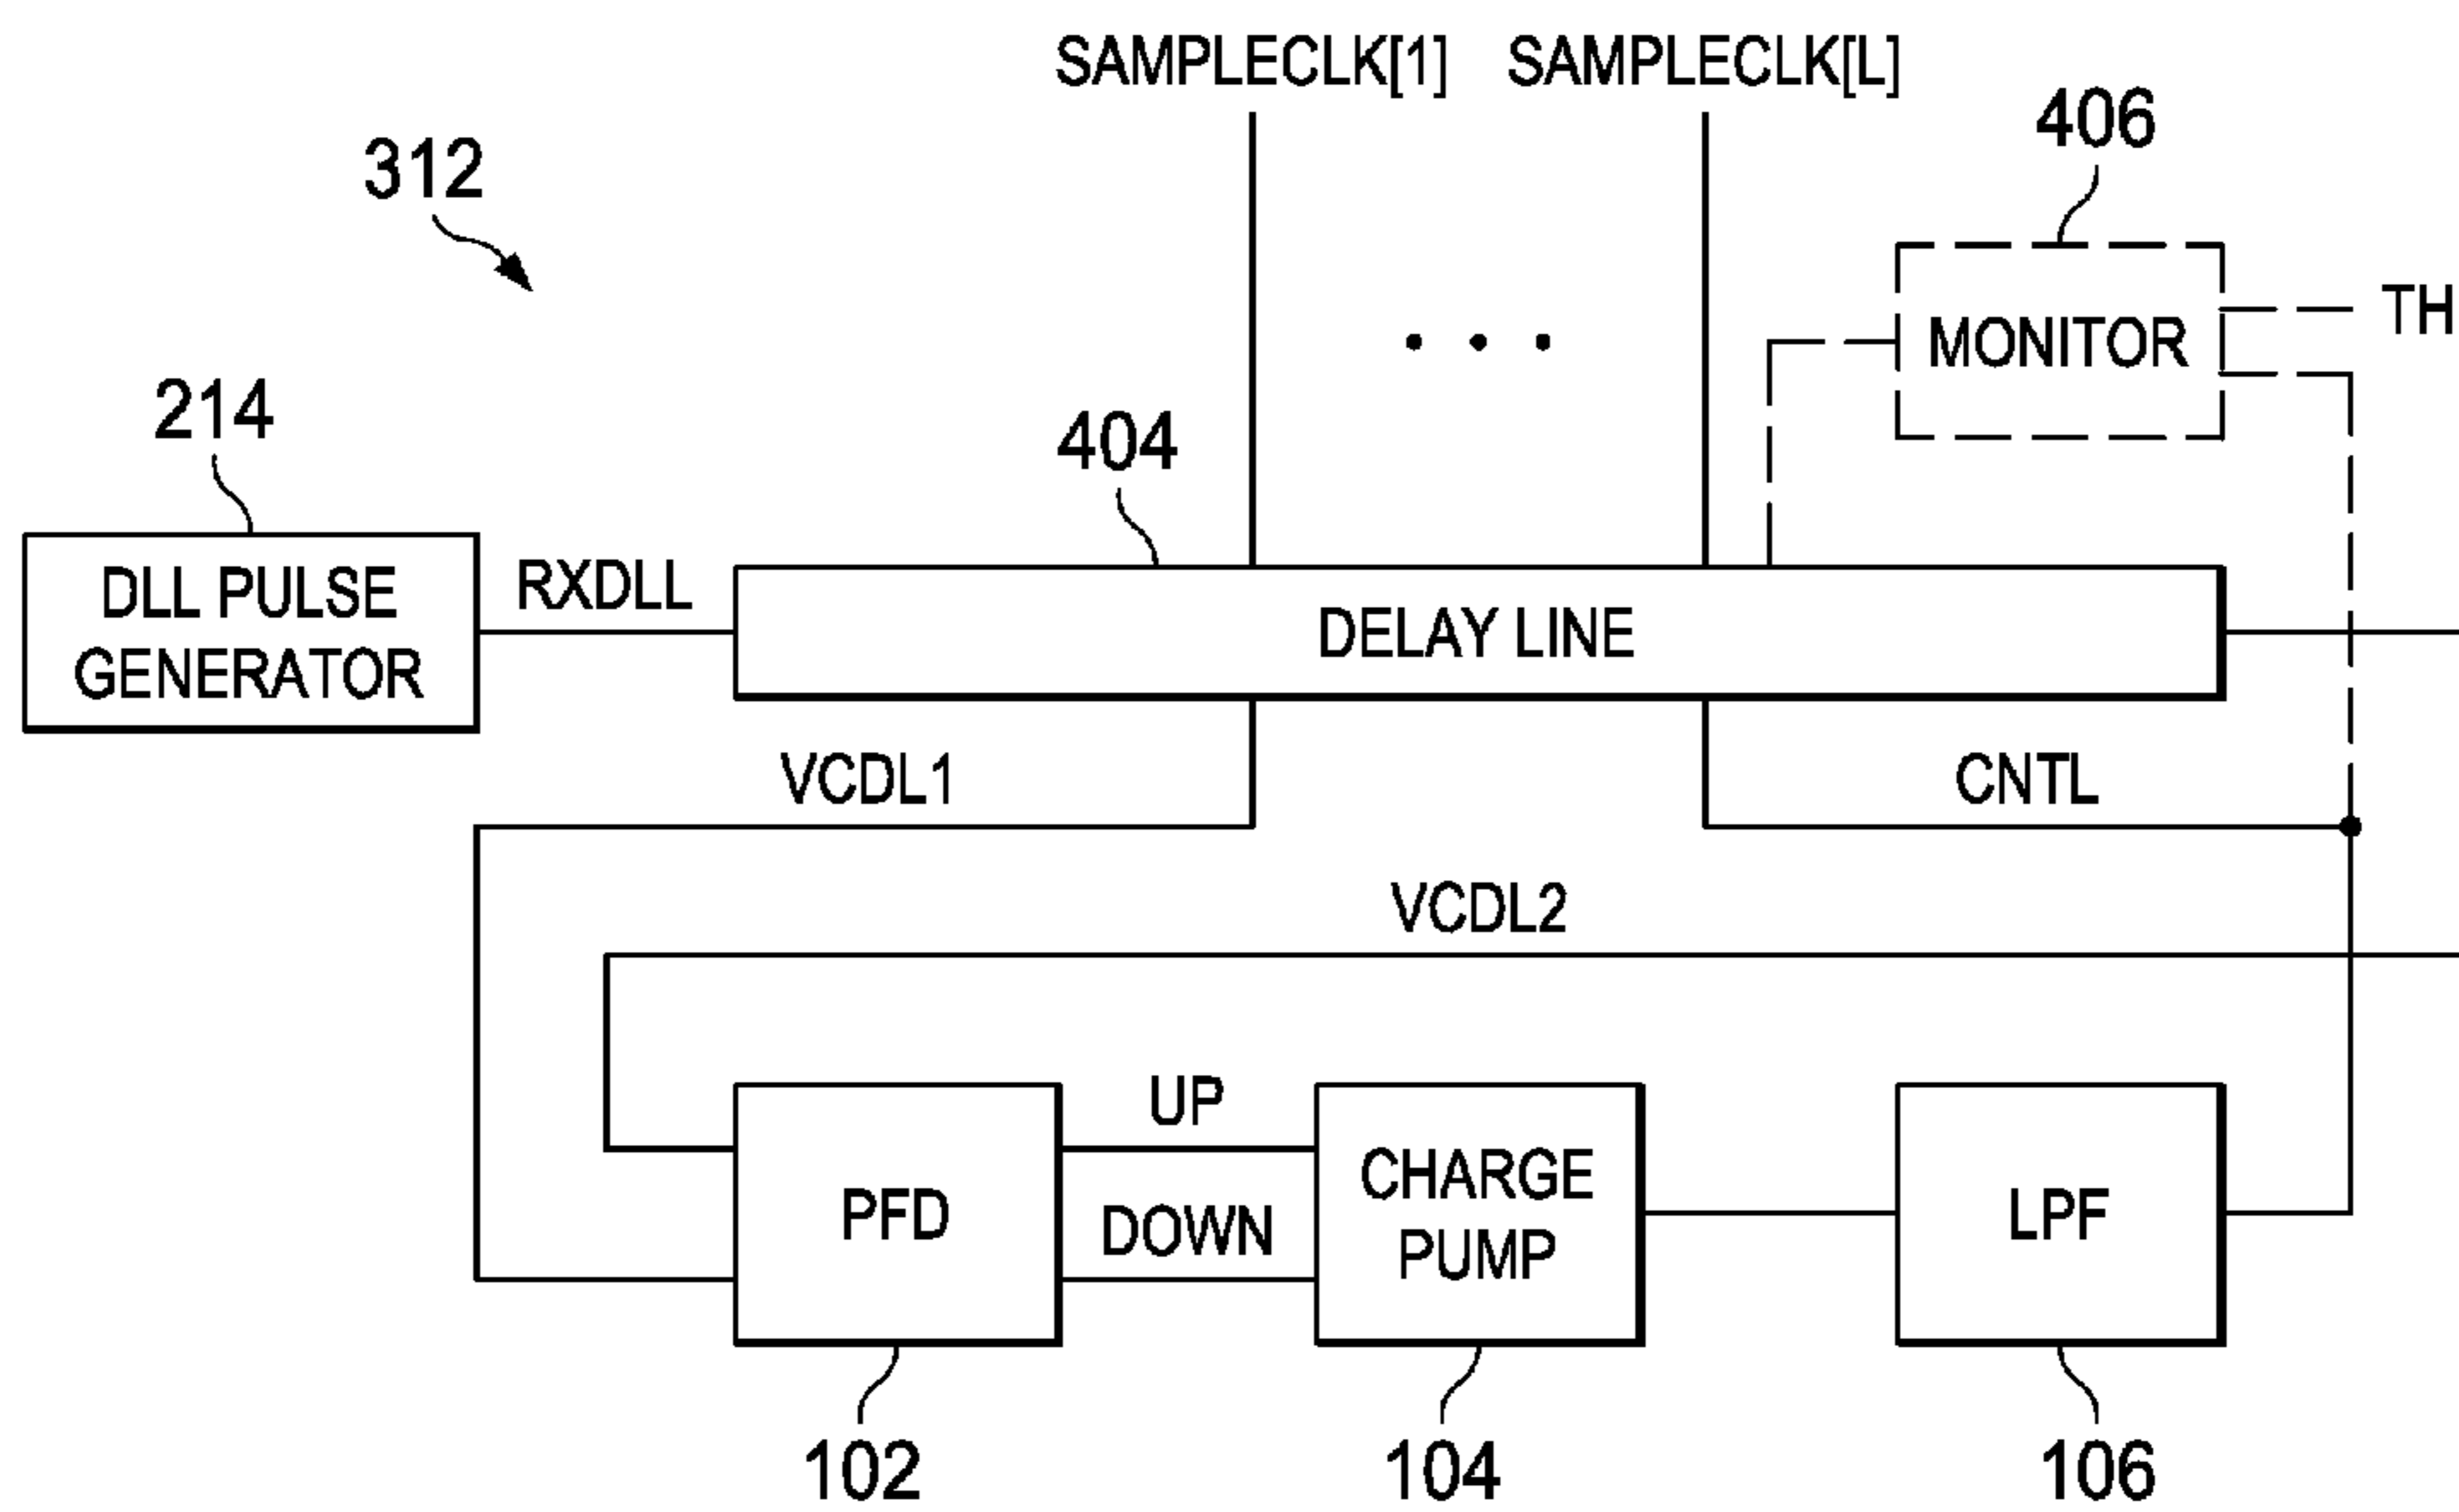 SAMPLECLK[1] SAMPLECLK[L]
406
312
TH
MONITOR
214
404
DLL PULSE
GENERATOR
RXDLL
DELAY LINE
VCDL1
CNTL
VCDL2
UP
DOWN
PFD
CHARGE
PUMP
LPF
102
104
106